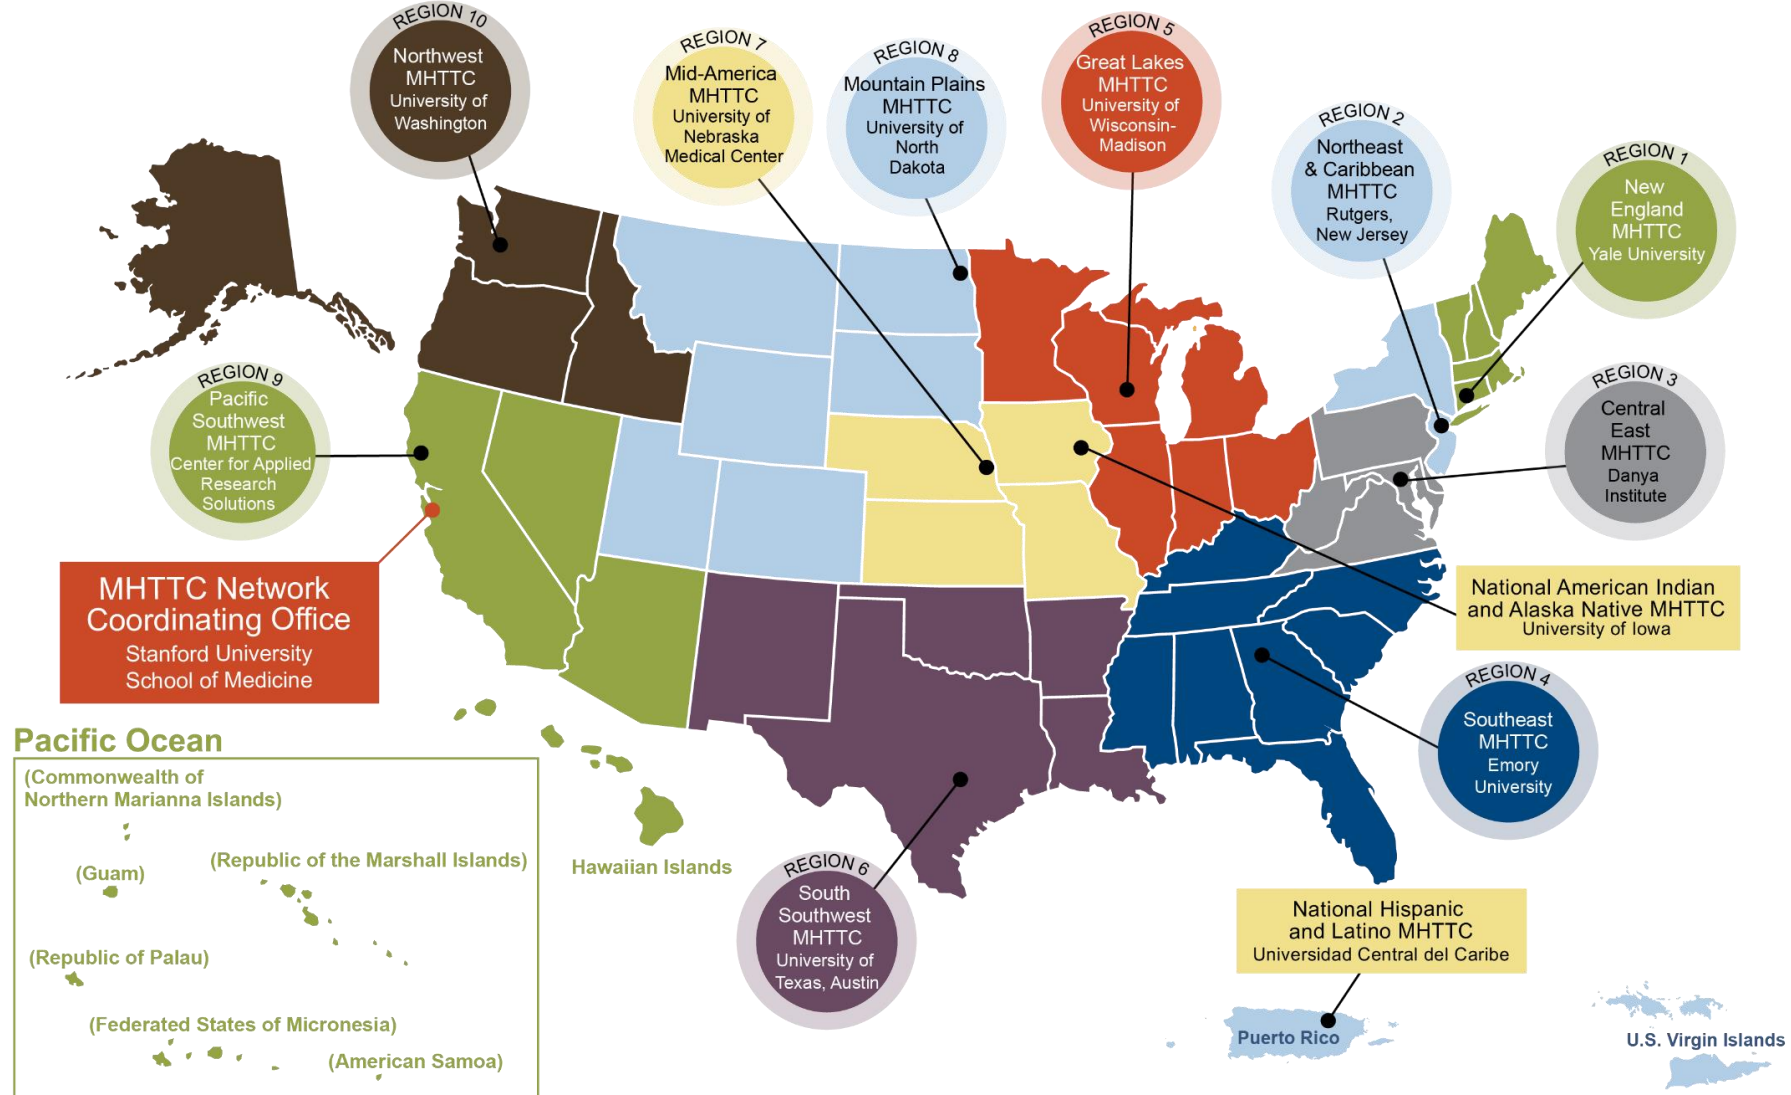 REGION 10
Northwest
MHTTC
University of
Washington
REGION 7
Mid-America
MHTTC
University of
Nebraska
Medical Center
REGION 8
Mountain Plains
MHTTC
University of
North
Dakota
REGION 5
Great Lakes
MHTTC
University of
Wisconsin-
Madison
REGION 2
Northeast
& Caribbean
MHTTC
Rutgers,
New Jersey
REGION 1
New
England
MHTTC
Yale University
REGION 9
Pacific
Southwest
MHTTC
Center for Applied
Research
Solutions
REGION 3
Central
East
MHTTC
Danya
Institute
MHTTC Network
Coordinating Office
Stanford University
School of Medicine
National American Indian
and Alaska Native MHTTC
University of Iowa
REGION 4
Southeast
MHTTC
Emory
University
Pacific Ocean
(Commonwealth of
Northern Marianna Islands)
(Guam)
(Republic of the Marshall Islands)
(Republic of Palau)
(Federated States of Micronesia)
(American Samoa)
Hawaiian Islands
REGION 6
South
Southwest
MHTTC
University of
Texas, Austin
National Hispanic
and Latino MHTTC
Universidad Central del Caribe
Puerto Rico
U.S. Virgin Islands